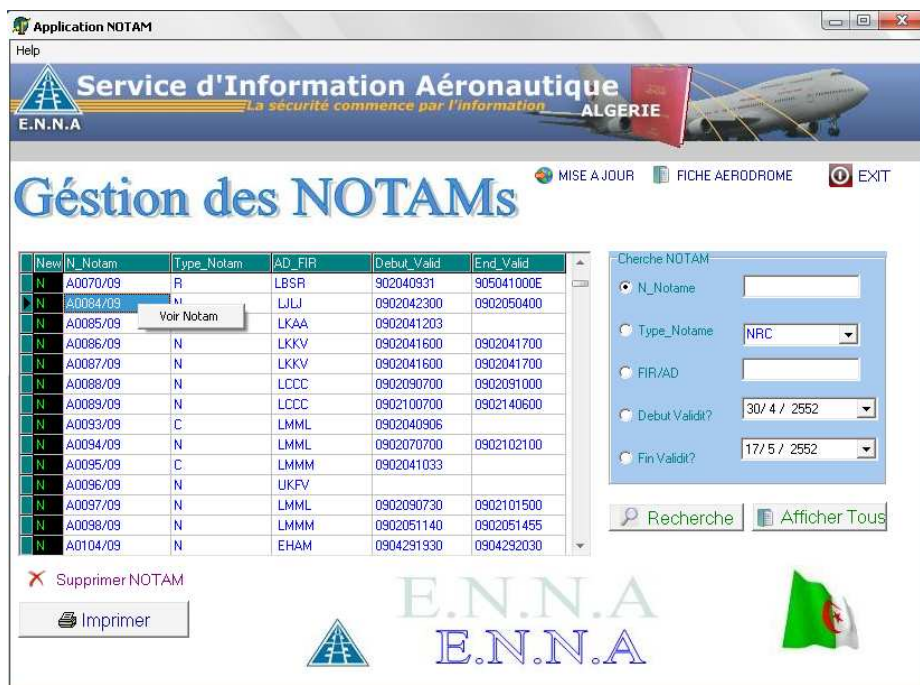 Application NOTAM
Help
Service d'Information Aéronautique
La sécurité commence par l'information
ALGERIE
E.N.N.A
Géstion des NOTAMs
MISE A JOUR FICHE AERODROME EXIT
New N_Notam Type_Notam AD_FIR Debut_Valid End_Valid
N A0070/09 R LBSR 902040931 905041000E
N A0084/09 N LJLJ 0902042300 0902050400
Voir Notam
N A0085/09 LKAA 0902041203
N A0086/09 N LKKV 0902041600 0902041700
N A0087/09 N LKKV 0902041600 0902041700
N A0088/09 N LCCC 0902090700 0902091000
N A0089/09 N LCCC 0902100700 0902140600
N A0093/09 C LMML 0902040906
N A0094/09 N LMML 0902070700 0902102100
N A0095/09 C LMMM 0902041033
N A0096/09 N UKFV
N A0097/09 N LMML 0902090730 0902101500
N A0098/09 N LMMM 0902051140 0902051455
N A0104/09 N EHAM 0904291930 0904292030
Cherche NOTAM
N_Notame
Type_Notame NRC
FIR/AD
Debut Validit? 30/ 4 / 2552
Fin Validit? 17/ 5 / 2552
Recherche Afficher Tous
Supprimer NOTAM
Imprimer
E.N.N.A
E.N.N.A